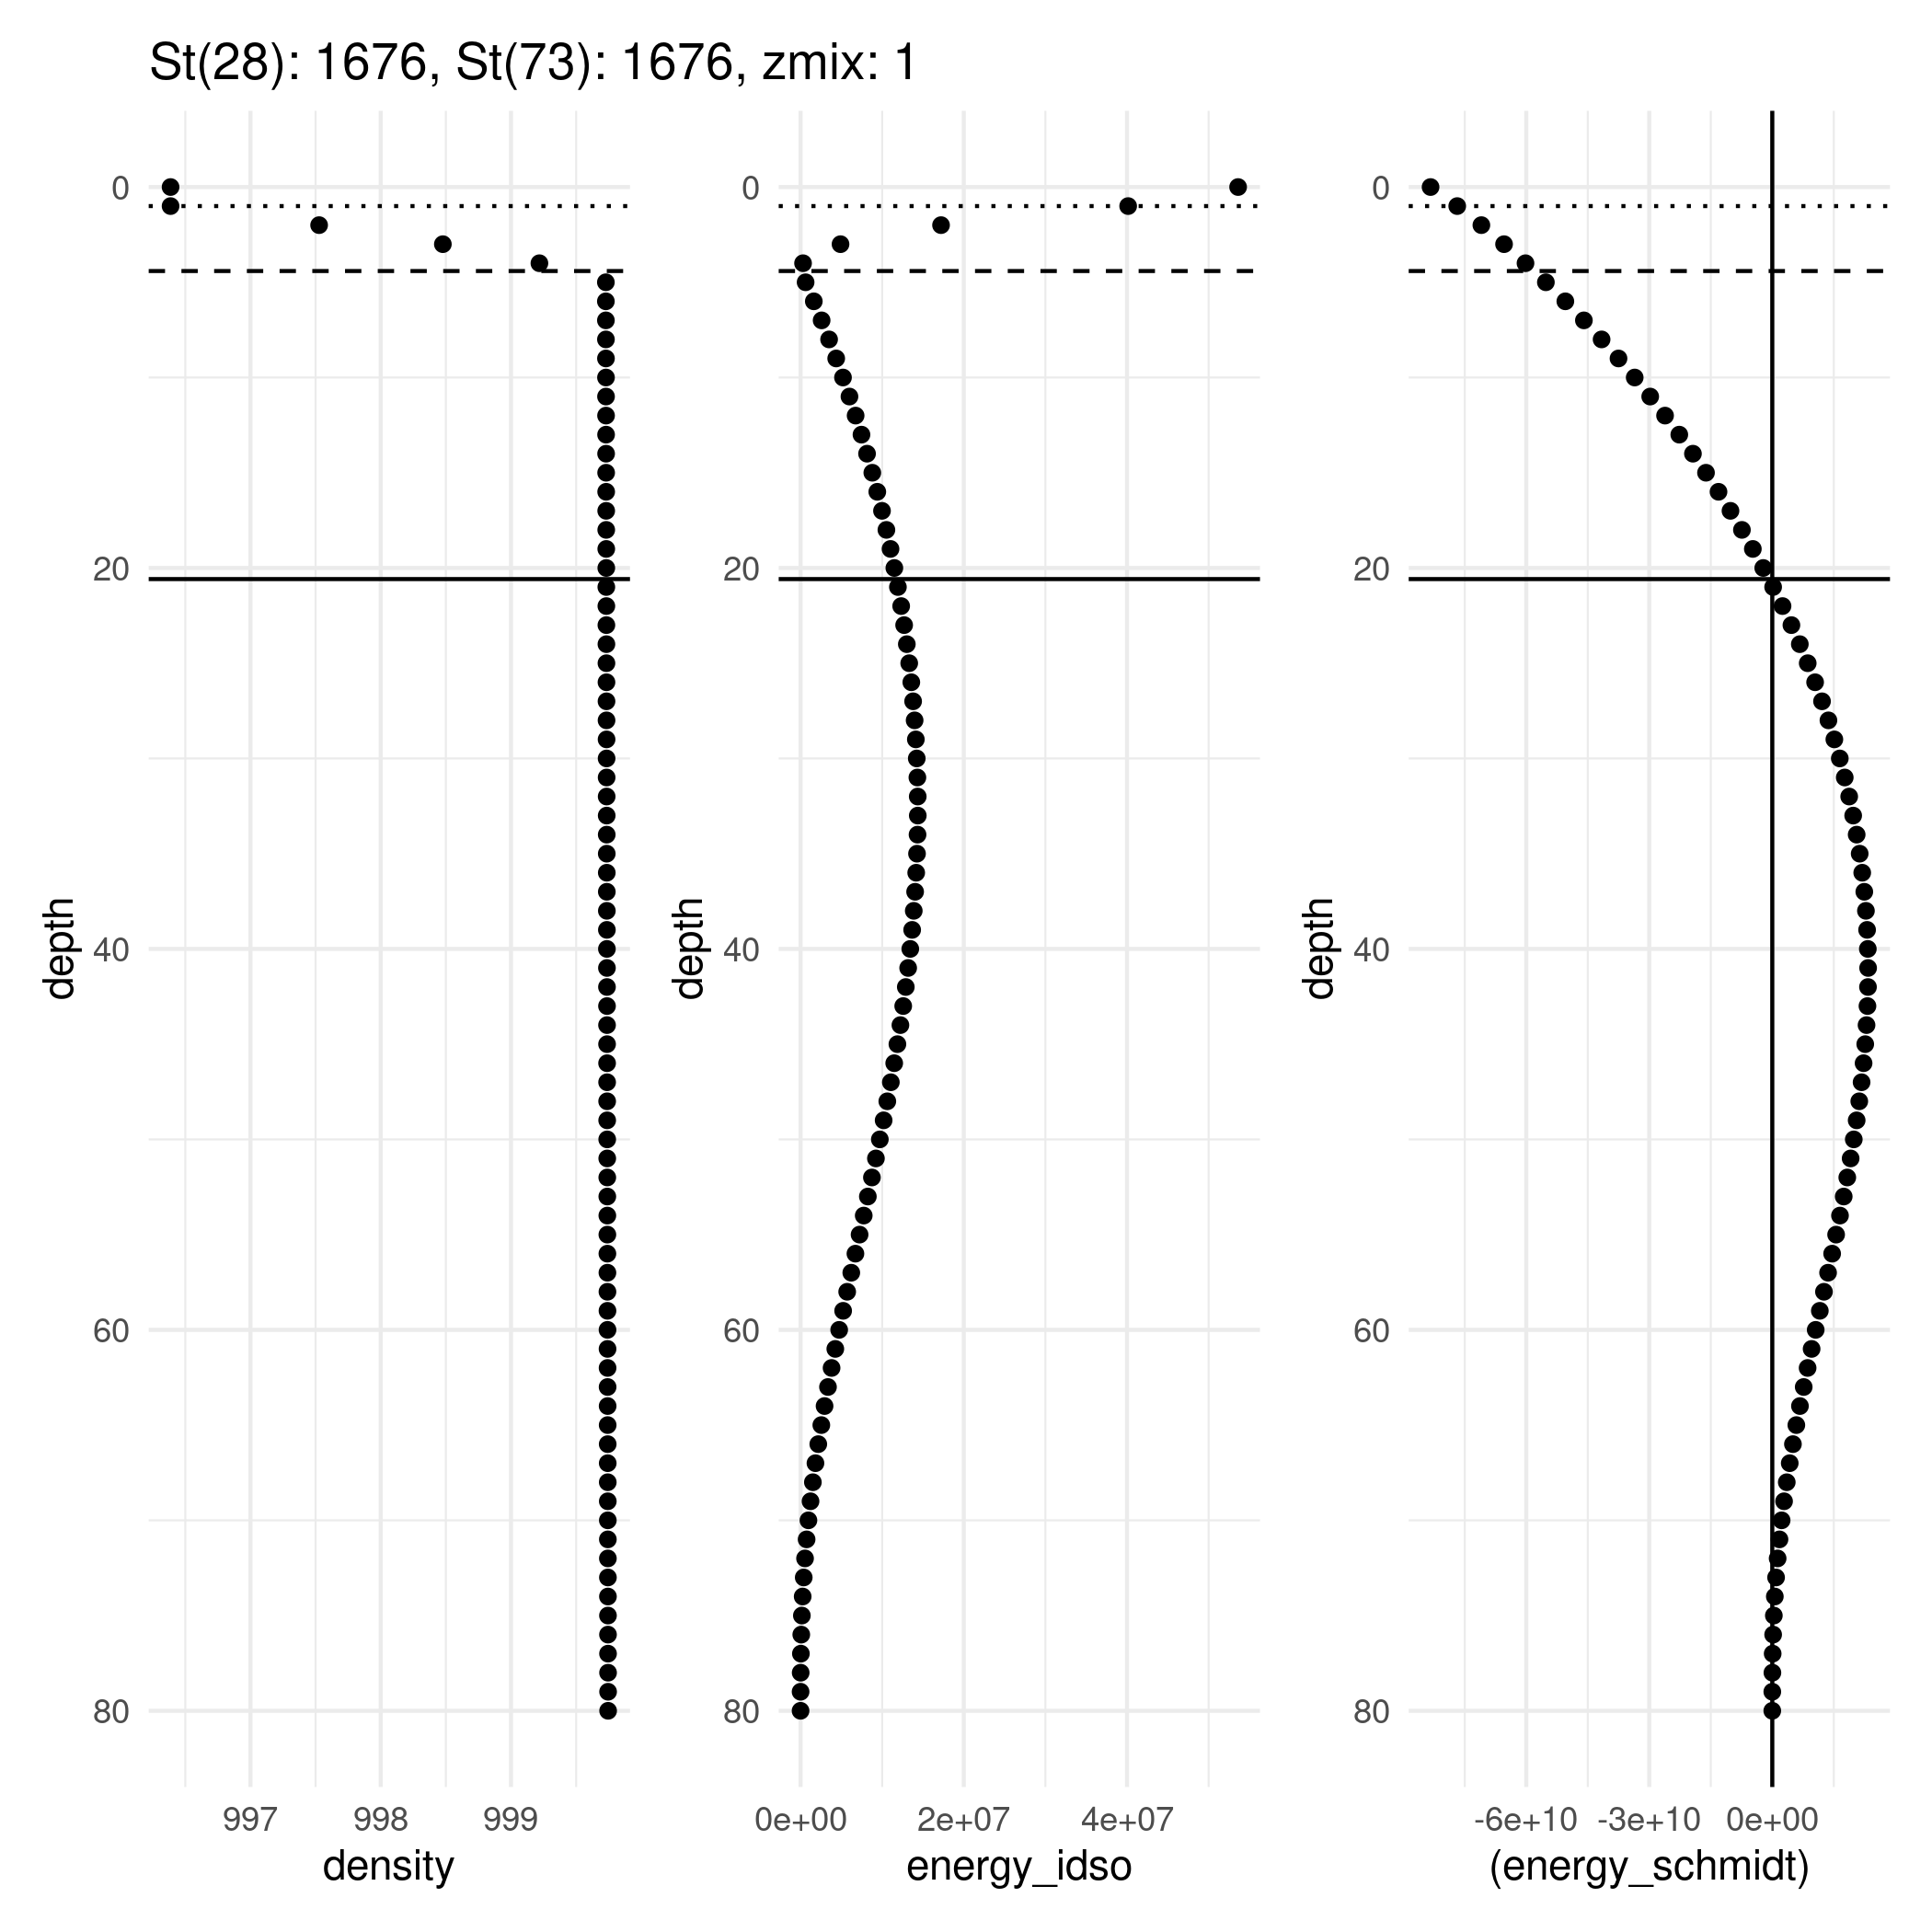 St(28): 1676, St(73): 1676, zmix: 1
0
20
40
60
80
depth
997 998 999
density
0
20
40
60
80
depth
0e+00 2e+07 4e+07
energy_idso
0
20
40
60
80
depth
-6e+10 -3e+10 0e+00
(energy_schmidt)